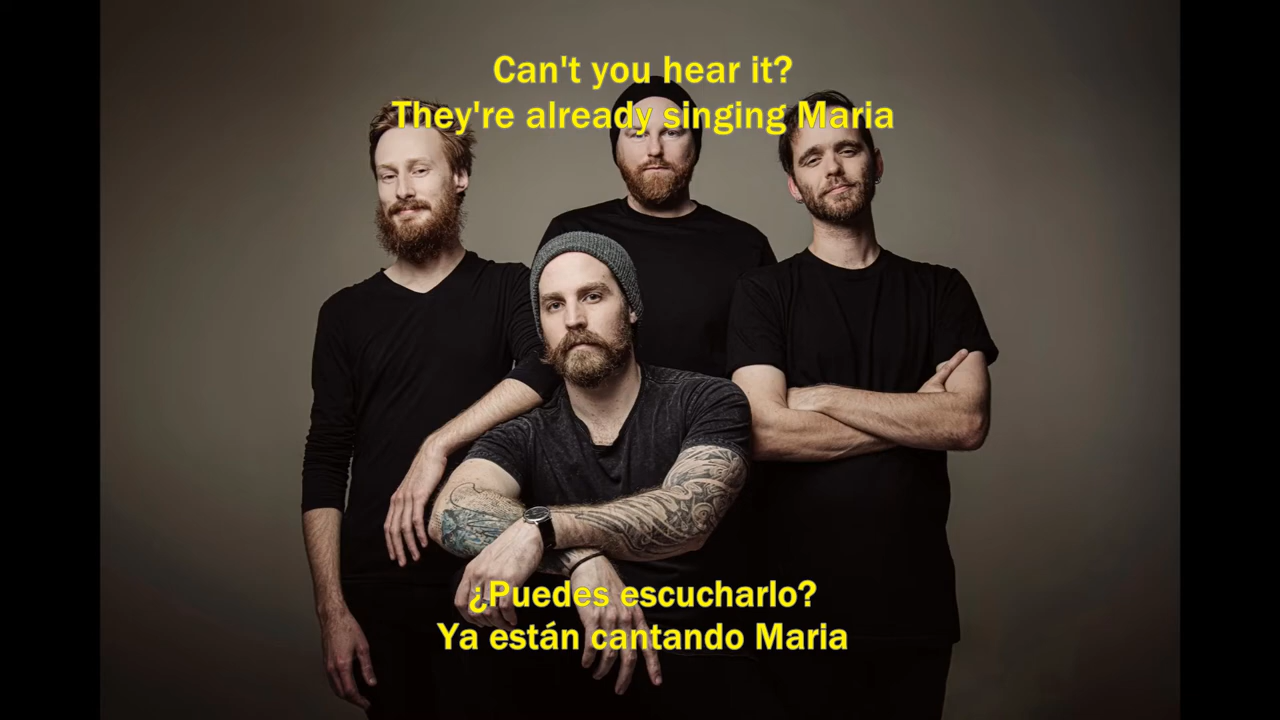 Can't you hear it?
They're already singing Maria
¿Puedes escucharlo?
Ya están cantando Maria